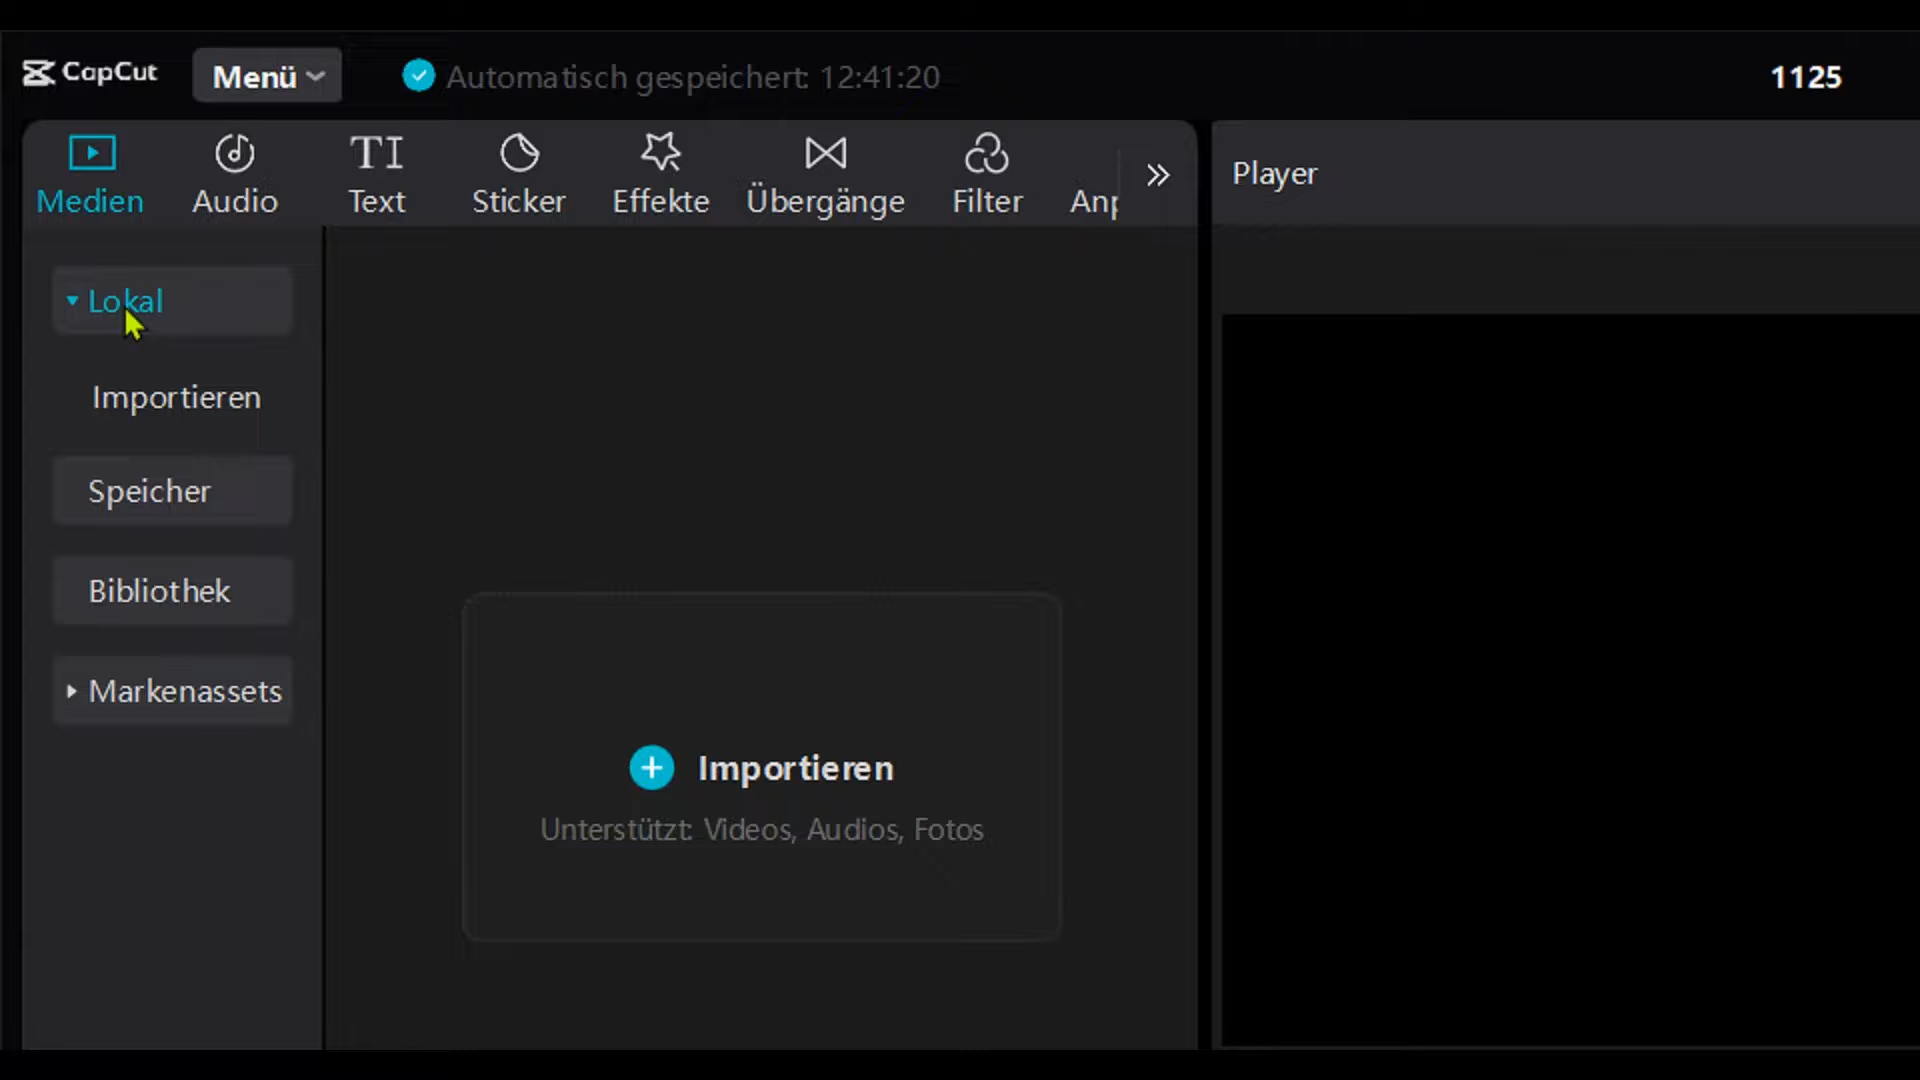 CapCut Menü Automatisch gespeichert: 12:41:20 1125
Medien Audio Text Sticker Effekte Übergänge Filter
Player
Lokal
Importieren
Speicher
Bibliothek
Markenassets
Importieren
Unterstützt: Videos, Audios, Fotos